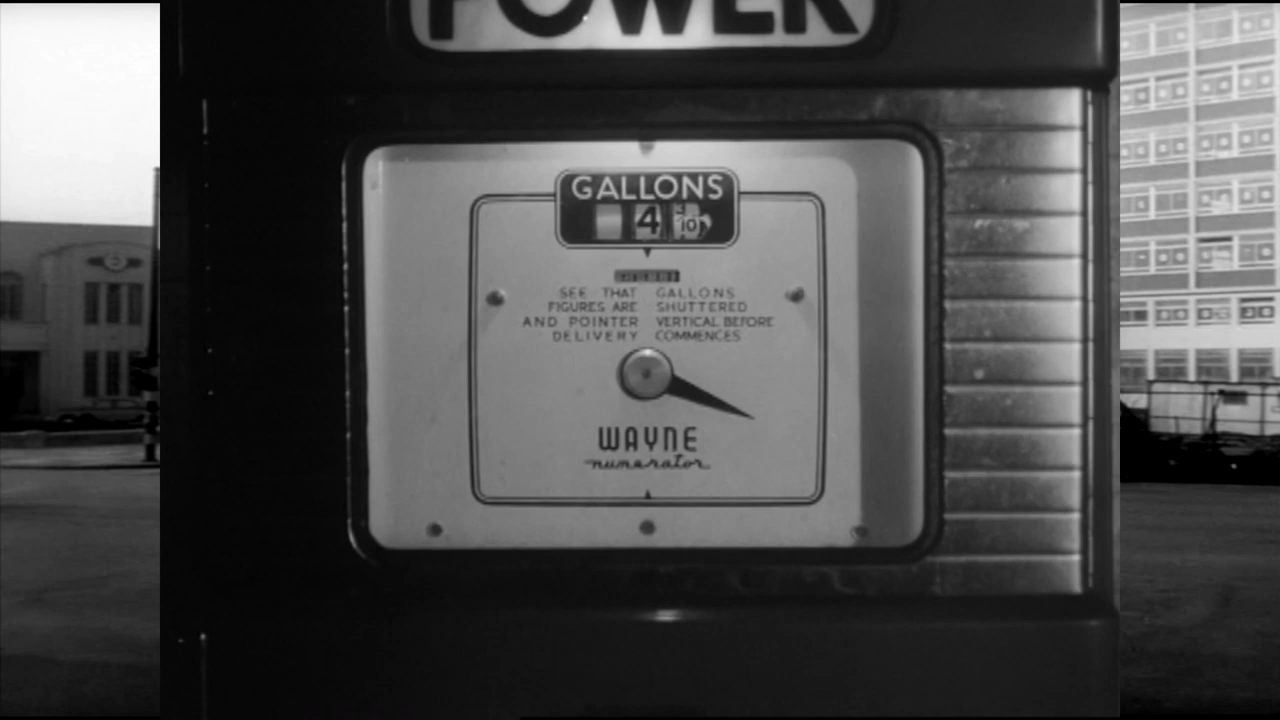 POWER
GALLONS
4 10
SEE THAT GALLONS
FIGURES ARE SHUTTERED
AND POINTER VERTICAL BEFORE
DELIVERY COMMENCES
WAYNE
numerator